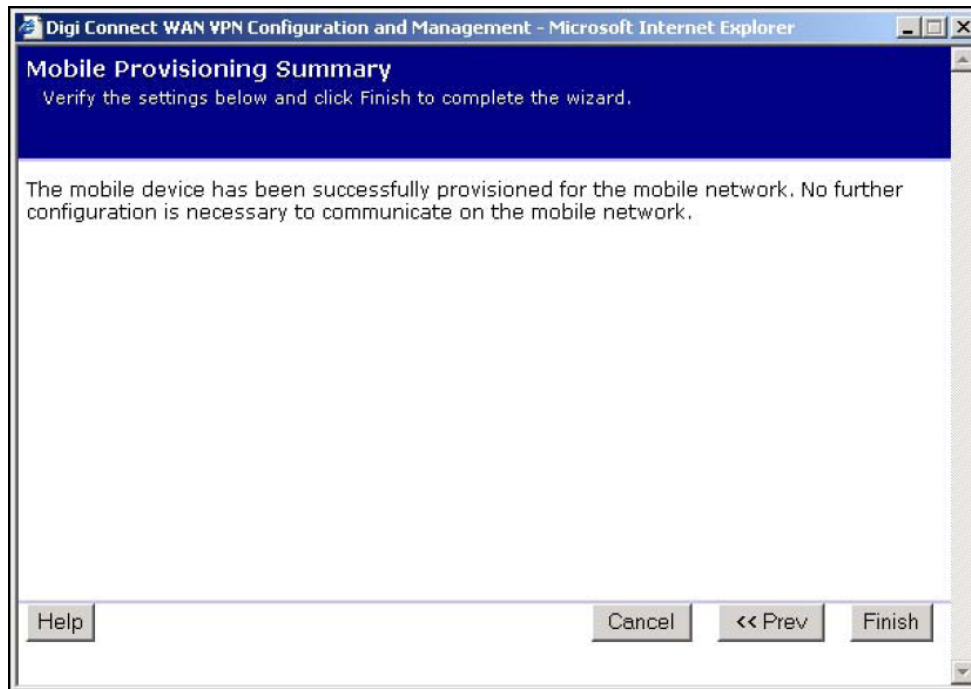 Digi Connect WAN VPN Configuration and Management - Microsoft Internet Explorer
Mobile Provisioning Summary
Verify the settings below and click Finish to complete the wizard.
The mobile device has been successfully provisioned for the mobile network. No further
configuration is necessary to communicate on the mobile network.
Help
Cancel
<< Prev
Finish